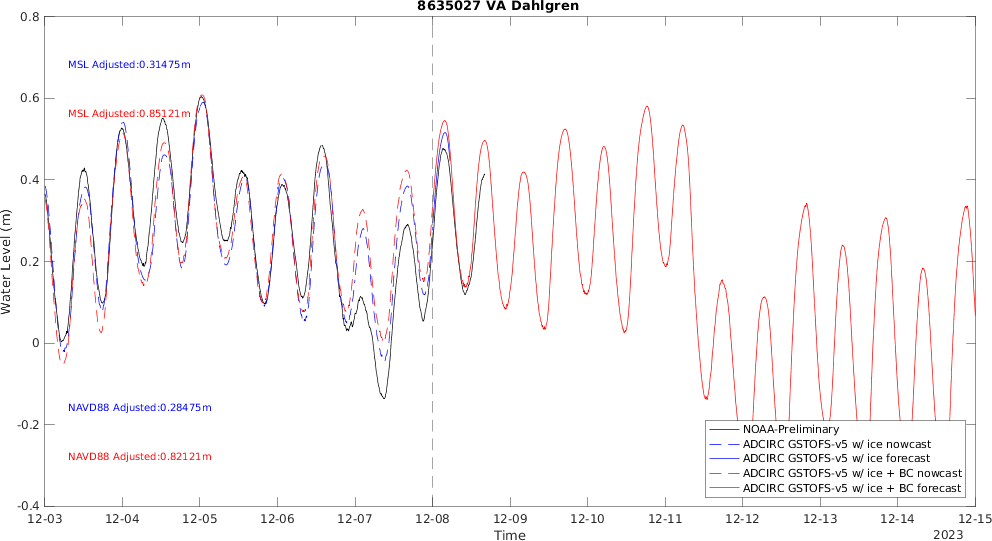 8635027 VA Dahlgren
0.8
MSL Adjusted:0.31475m
0.6
MSL Adjusted:0.85121m
0.4
Water Level (m)
0.2
0
NAVD88 Adjusted:0.28475m
-0.2
NOAA-Preliminary
ADCIRC GSTOFS-v5 w/ ice nowcast
NAVD88 Adjusted:0.82121m
ADCIRC GSTOFS-v5 w/ ice forecast
ADCIRC GSTOFS-v5 w/ ice + BC nowcast
ADCIRC GSTOFS-v5 w/ ice + BC forecast
-0.4
12-03 12-04 12-05 12-06 12-07 12-08 12-09 12-10 12-11 12-12 12-13 12-14 12-15
Time
2023